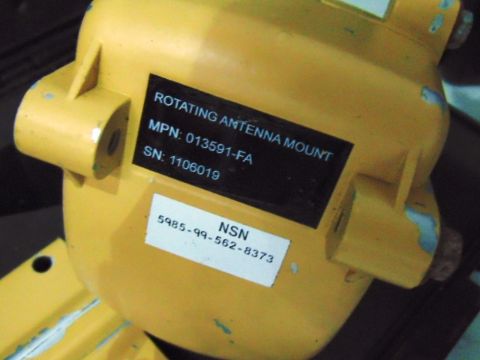 ROTATING ANTENNA MOUNT
MPN: 013591-FA
SN: 1106019
NSN
5985-99-562-8373